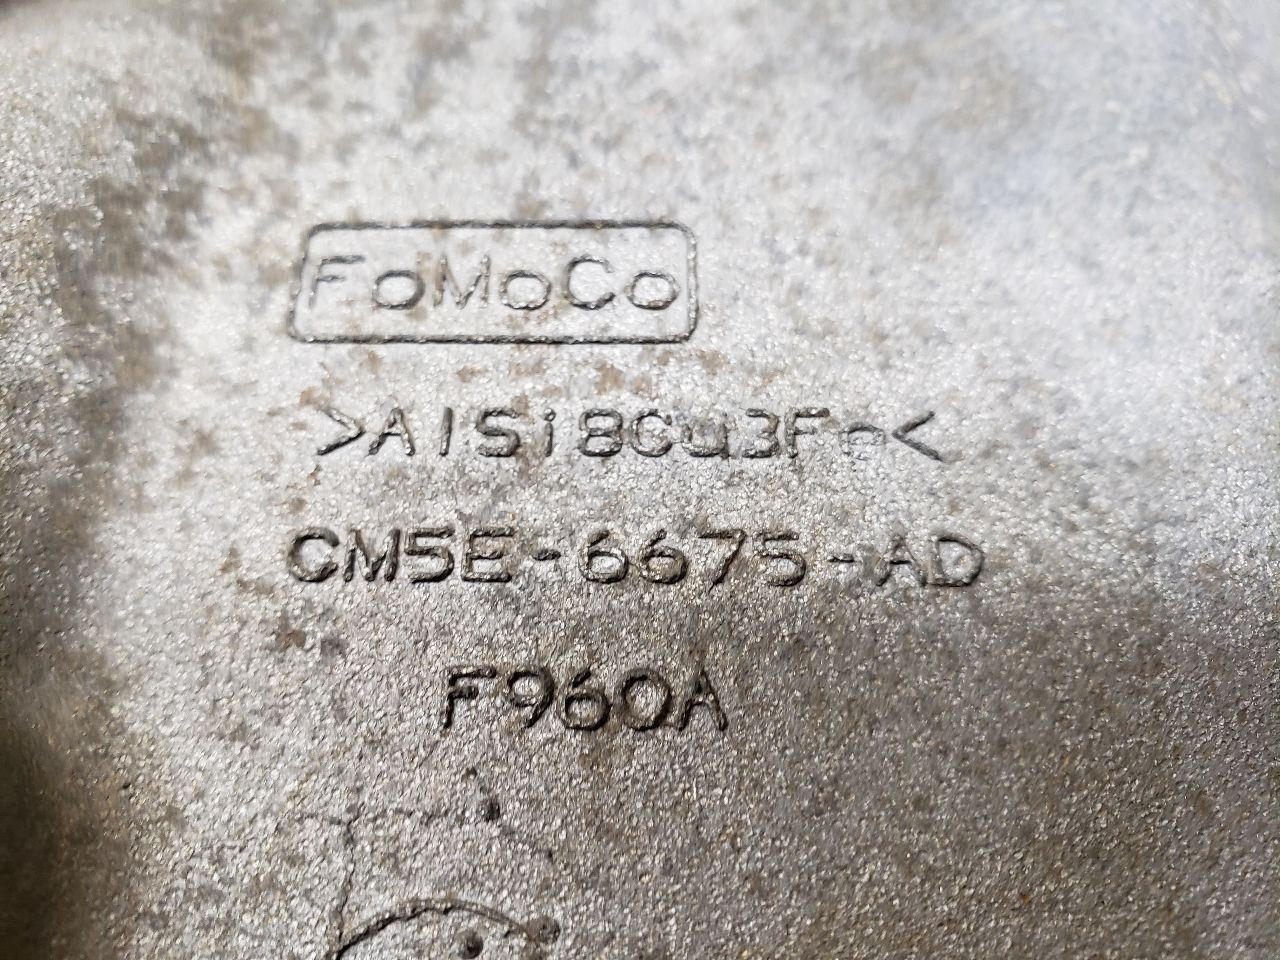 FoMoCo
>AlSi8Cu3Fe<
CM5E-6675-AD
F960A